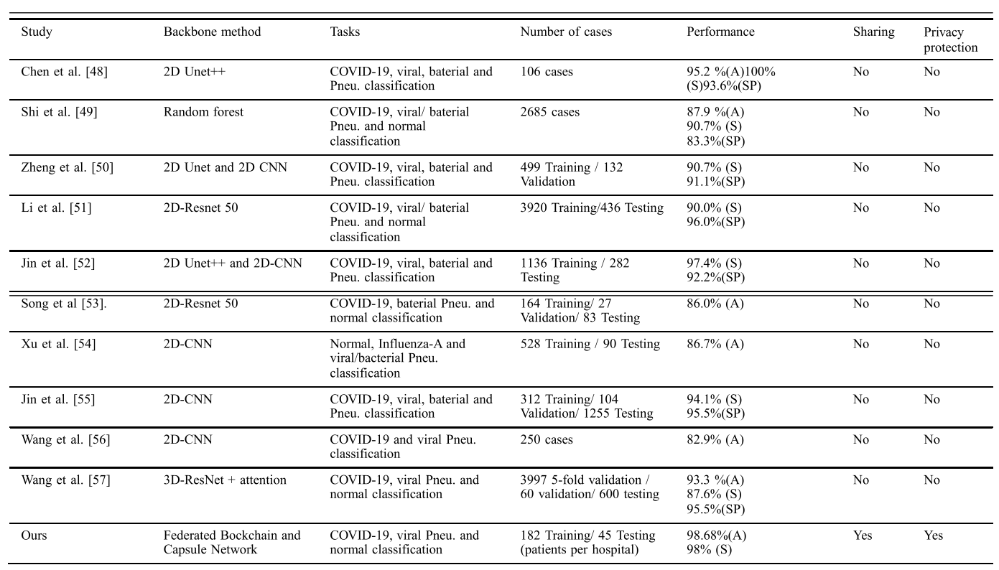 Study Backbone method Tasks Number of cases Performance Sharing Privacy
protection
Chen et al. [48] 2D Unet++ COVID-19, viral, baterial and 106 cases 95.2 %(A)100% No No
Pneu. classification (S)93.6%(SP)
Shi et al. [49] Random forest COVID-19, viral/ baterial 2685 cases 87.9 %(A) No No
Pneu. and normal 90.7% (S)
classification 83.3%(SP)
Zheng et al. [50] 2D Unet and 2D CNN COVID-19, viral, baterial and 499 Training / 132 90.7% (S) No No
Pneu. classification Validation 91.1%(SP)
Li et al. [51] 2D-Resnet 50 COVID-19, viral/ baterial 3920 Training/436 Testing 90.0% (S) No No
Pneu. and normal 96.0%(SP)
classification
Jin et al. [52] 2D Unet++ and 2D-CNN COVID-19, viral, baterial and 1136 Training / 282 97.4% (S) No No
Pneu. classification Testing 92.2%(SP)
Song et al [53]. 2D-Resnet 50 COVID-19, baterial Pneu. and 164 Training/ 27 86.0% (A) No No
normal classification Validation/ 83 Testing
Xu et al. [54] 2D-CNN Normal, Influenza-A and 528 Training / 90 Testing 86.7% (A) No No
viral/bacterial Pneu.
classification
Jin et al. [55] 2D-CNN COVID-19, viral, baterial and 312 Training/ 104 94.1% (S) No No
Pneu. classification Validation/ 1255 Testing 95.5%(SP)
Wang et al. [56] 2D-CNN COVID-19 and viral Pneu. 250 cases 82.9% (A) No No
classification
Wang et al. [57] 3D-ResNet + attention COVID-19, viral Pneu. and 3997 5-fold validation / 93.3 %(A) No No
normal classification 60 validation/ 600 testing 87.6% (S)
95.5%(SP)
Ours Federated Bockchain and COVID-19, viral Pneu. and 182 Training/ 45 Testing 98.68%(A) Yes Yes
Capsule Network normal classification (patients per hospital) 98% (S)